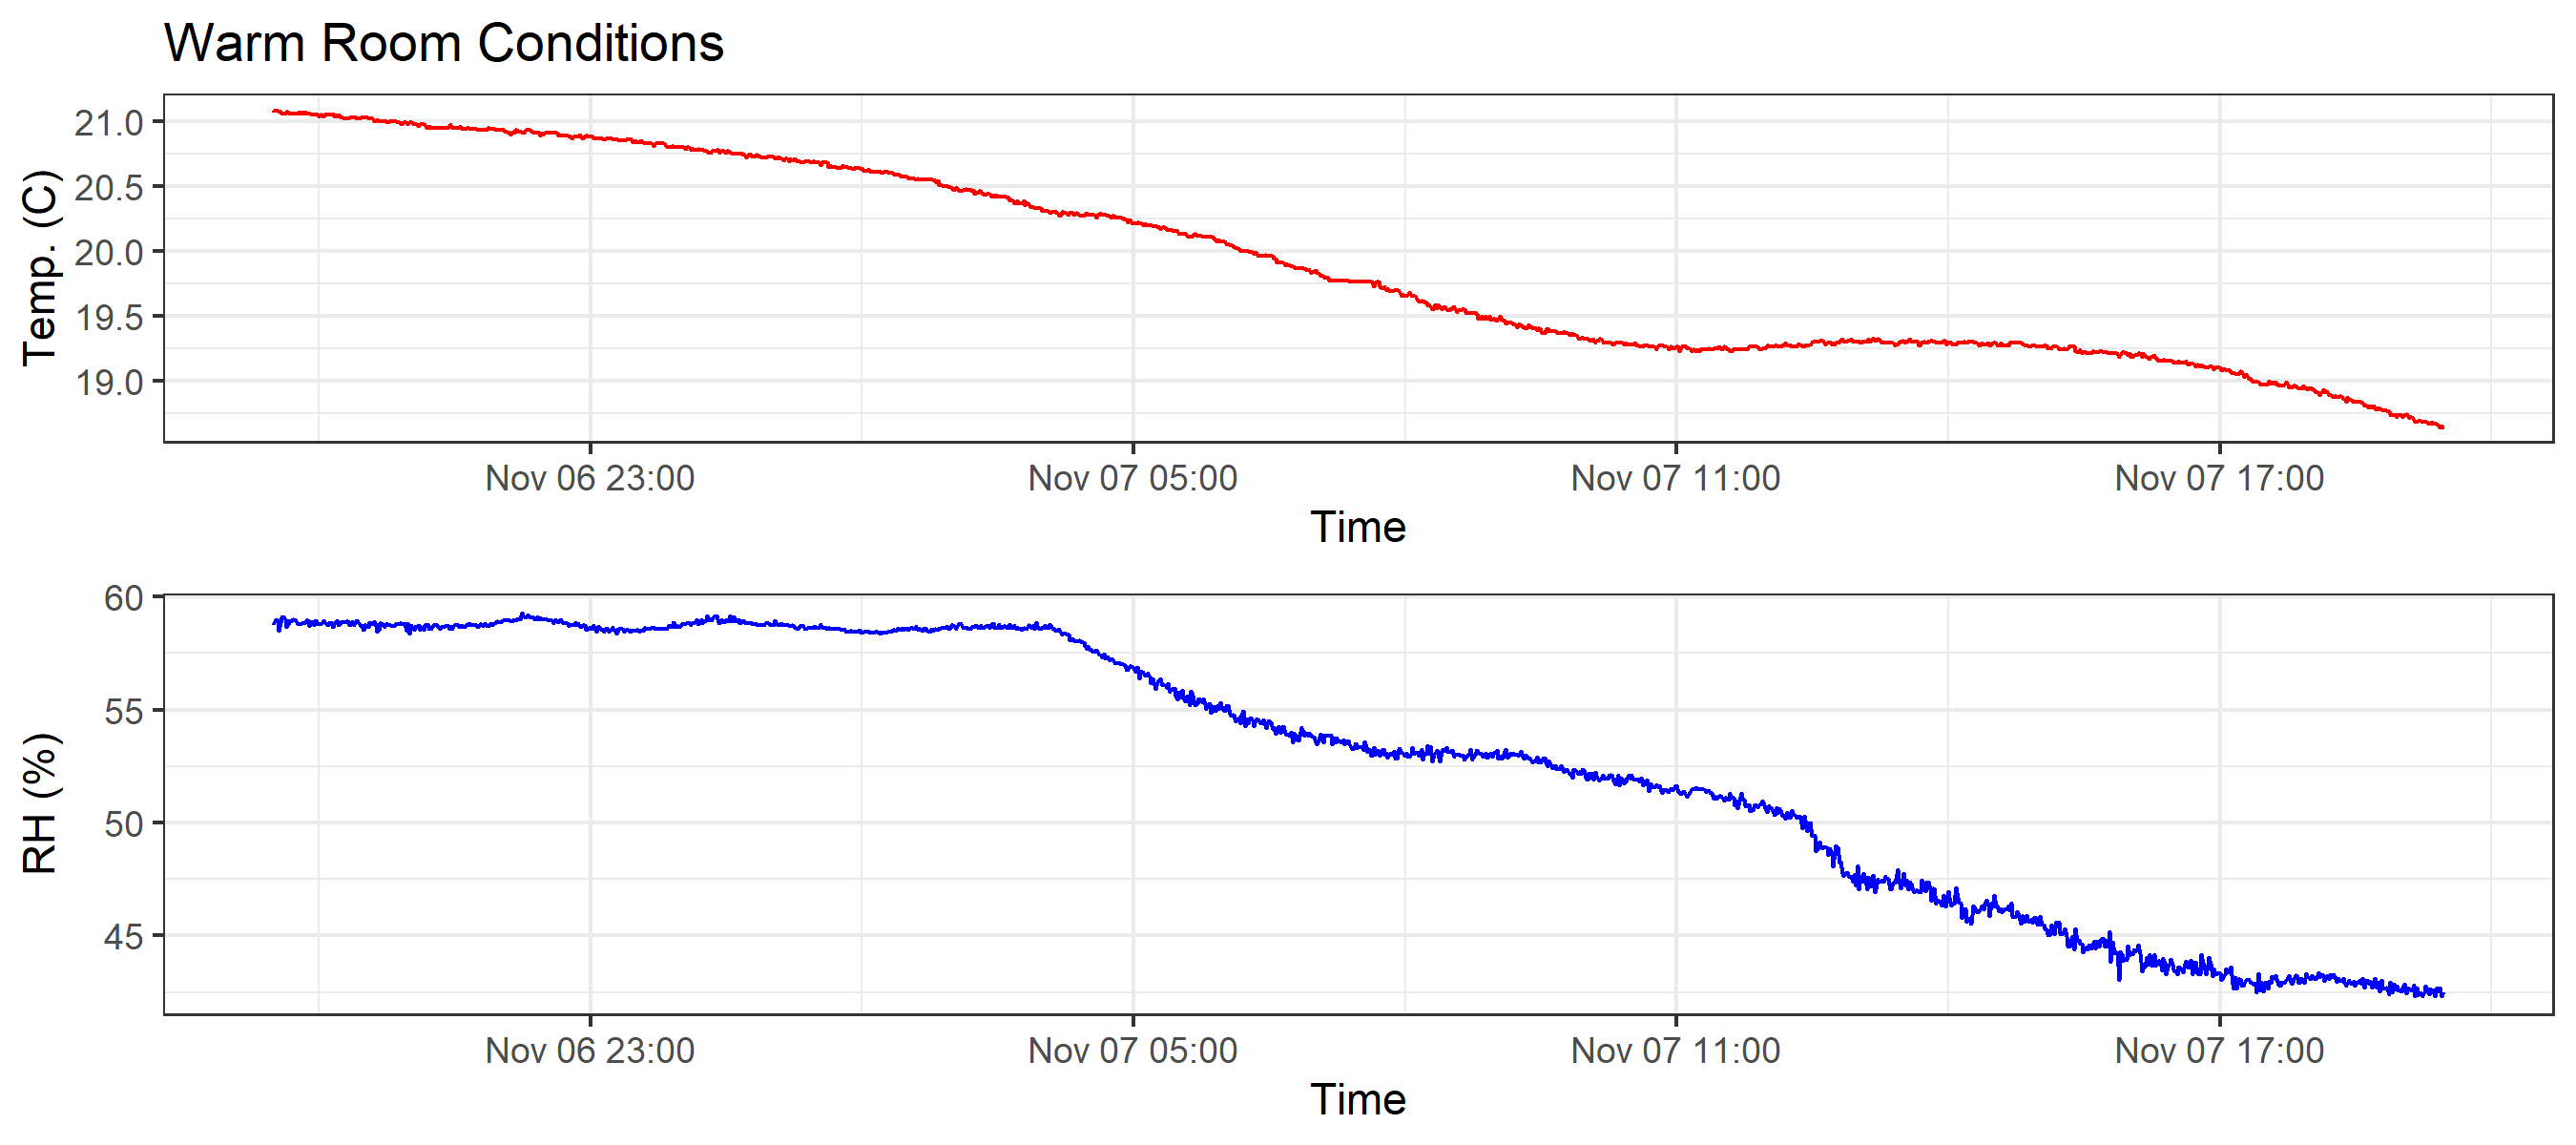 Warm Room Conditions
21.0
20.5
20.0
19.5
19.0
Temp. (C)
Nov 06 23:00 Nov 07 05:00 Nov 07 11:00 Nov 07 17:00
Time
60
55
50
45
RH (%)
Nov 06 23:00 Nov 07 05:00 Nov 07 11:00 Nov 07 17:00
Time